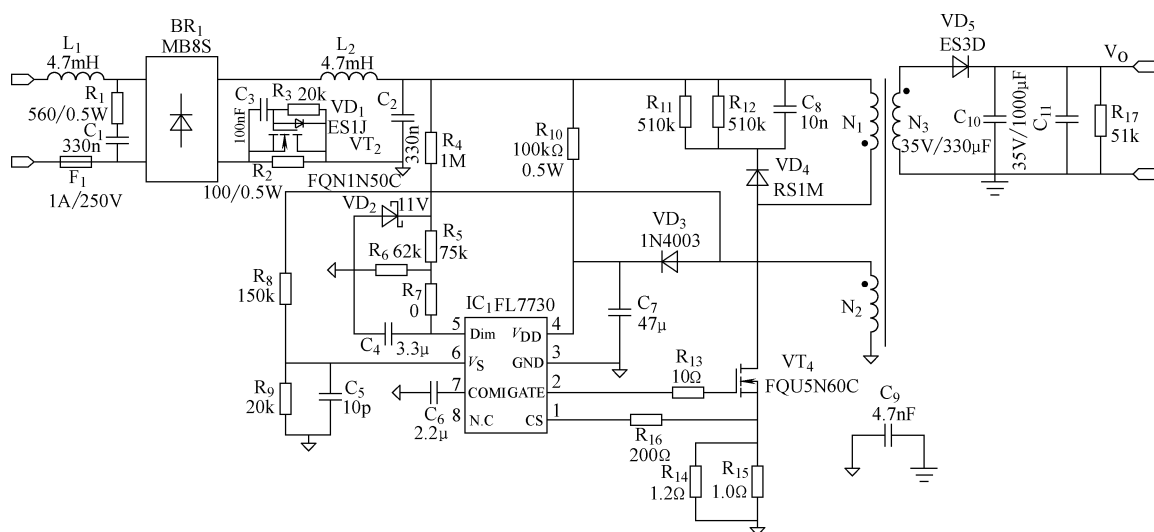 BR₁
MB8S
L₁
4.7mH
R₁
560/0.5W
C₁
330n
F₁
1A/250V
L₂
4.7mH
C₃
100nF
R₃ 20k
VD₁
ES1J
VT₂
R₂
100/0.5W
FQN1N50C
C₂
330n
R₄
1M
R₁₀
100kΩ
0.5W
R₁₁
510k
R₁₂
510k
C₈
10n
VD₄
RS1M
N₁
VD₅
ES3D
N₃
35V/330μF
C₁₀
35V/1000μF
C₁₁
R₁₇
51k
V₀
VD₂
11V
R₅
75k
R₆ 62k
R₇
0
R₈
150k
C₄
3.3μ
IC₁ FL7730
5
6
7
8
Dim
V_S
COMI
N.C
V_DD
GND
GATE
CS
4
3
2
1
VD₃
1N4003
C₇
47μ
N₂
R₉
20k
C₅
10p
C₆
2.2μ
R₁₃
10Ω
VT₄
FQU5N60C
R₁₆
200Ω
R₁₄
1.2Ω
R₁₅
1.0Ω
C₉
4.7nF